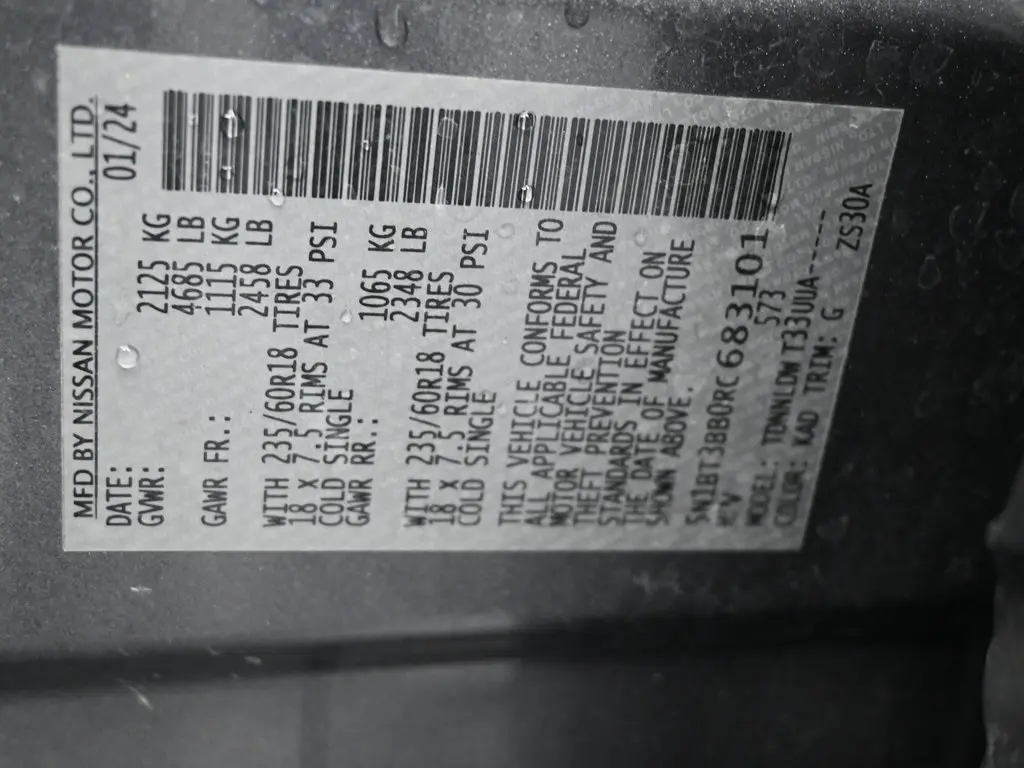 MFD BY NISSAN MOTOR CO., LTD.
DATE: 01/24
GVWR: 2125 KG
4685 LB
GAWR FR.: 1115 KG
2458 LB
WITH 235/60R18 TIRES
18 X 7.5 RIMS AT 33 PSI
COLD SINGLE
GAWR RR.: 1065 KG
2348 LB
WITH 235/60R18 TIRES
18 X 7.5 RIMS AT 30 PSI
COLD SINGLE
THIS VEHICLE CONFORMS TO
ALL APPLICABLE FEDERAL
MOTOR VEHICLE SAFETY AND
THEFT PREVENTION
STANDARDS IN EFFECT ON
THE DATE OF MANUFACTURE
SHOWN ABOVE.
5N1BT3BB0RC683101
573
MODEL: TDNNLDWT33UUA-----
COLOR: KAD TRIM: G ZS30A